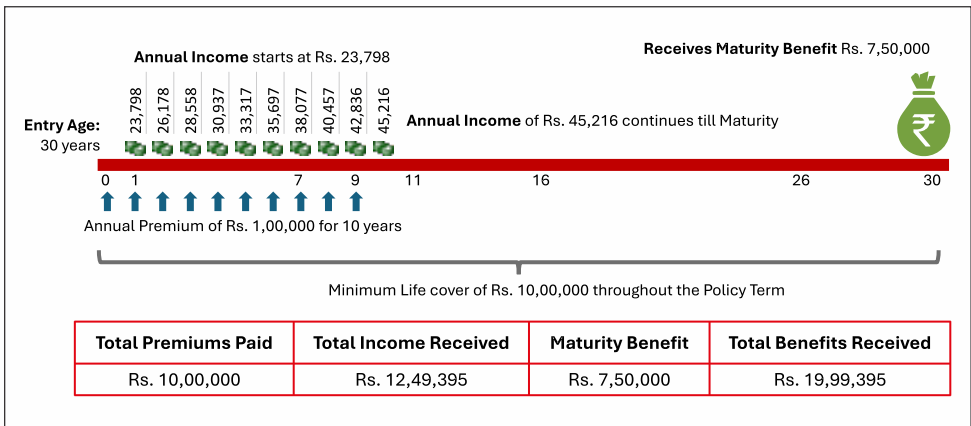 Receives Maturity Benefit Rs. 7,50,000
Annual Income starts at Rs. 23,798
23,798
26,178
28,558
30,937
33,317
35,697
38,077
40,457
42,836
45,216
Annual Income of Rs. 45,216 continues till Maturity
Entry Age:
30 years
₹
0 1 7 9 11 16 26 30
Annual Premium of Rs. 1,00,000 for 10 years
Minimum Life cover of Rs. 10,00,000 throughout the Policy Term
Total Premiums Paid Total Income Received Maturity Benefit Total Benefits Received
Rs. 10,00,000 Rs. 12,49,395 Rs. 7,50,000 Rs. 19,99,395